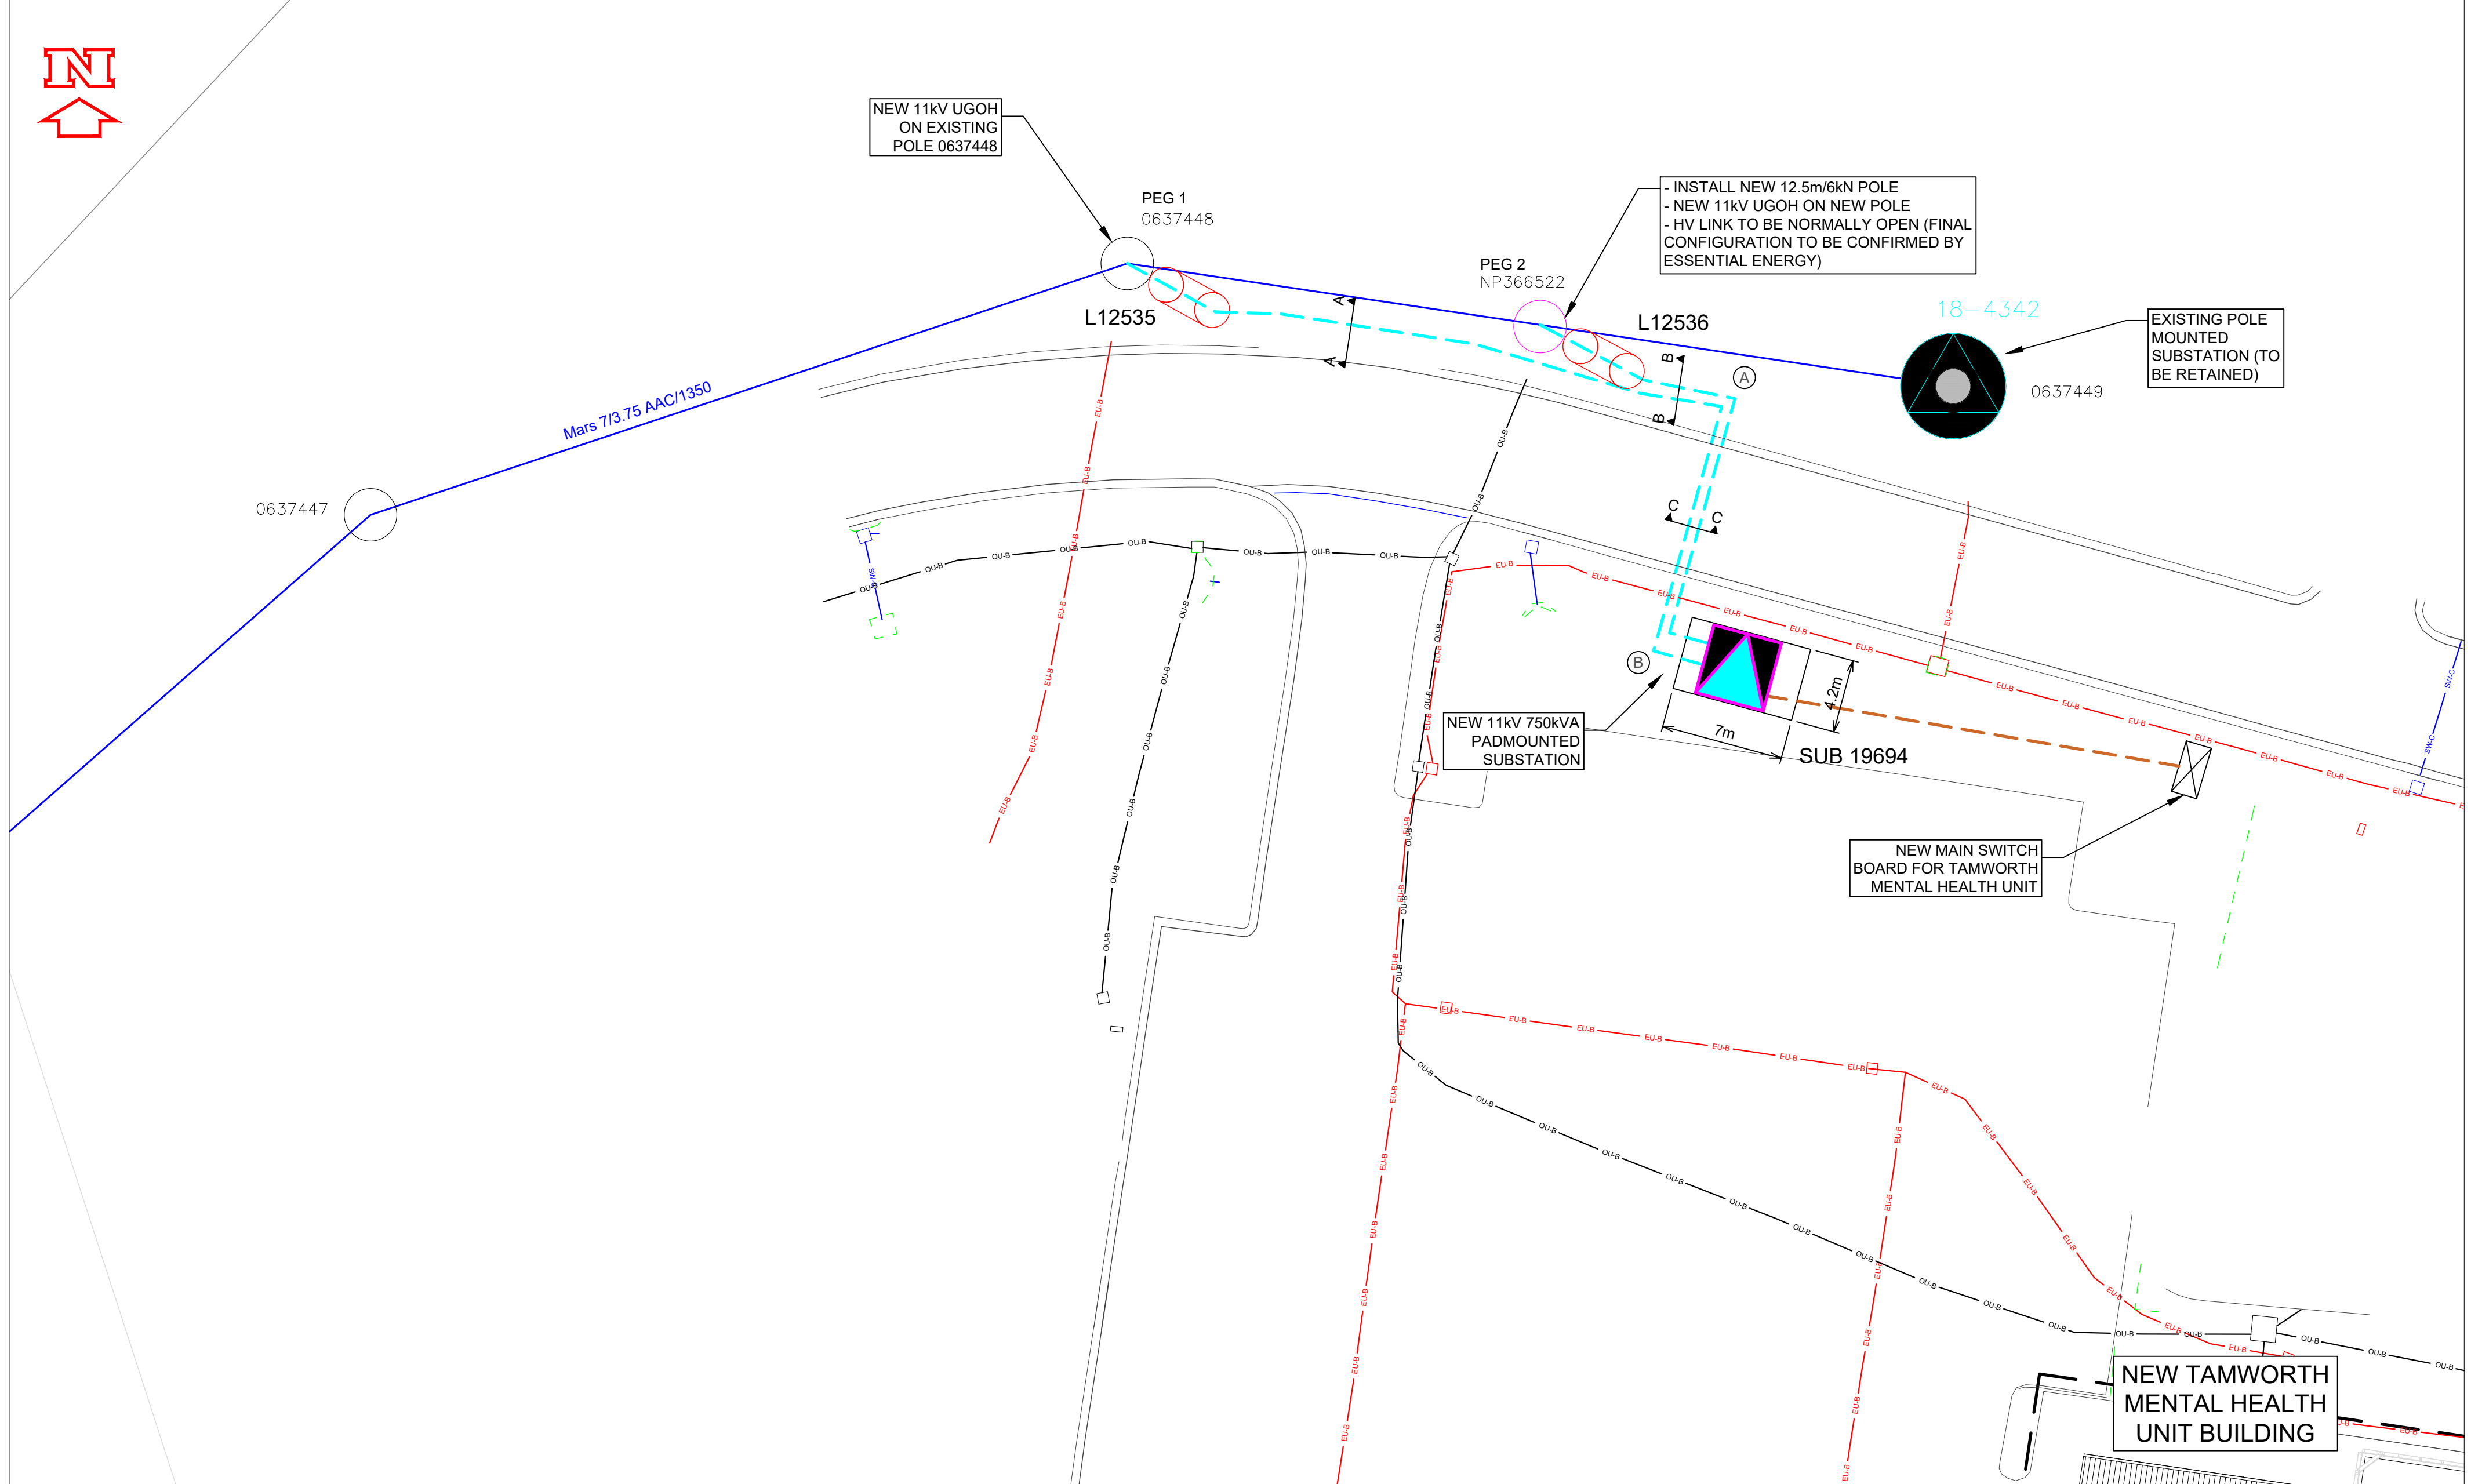 N
NEW 11kV UGOH
ON EXISTING
POLE 0637448
PEG 1
0637448
- INSTALL NEW 12.5m/6kN POLE
- NEW 11kV UGOH ON NEW POLE
- HV LINK TO BE NORMALLY OPEN (FINAL
CONFIGURATION TO BE CONFIRMED BY
ESSENTIAL ENERGY)
PEG 2
NP366522
L12535
L12536
18-4342
EXISTING POLE
MOUNTED
SUBSTATION (TO
BE RETAINED)
0637449
A
A
B
B
A
Mars 7/3.75 AAC/1350
0637447
C
C
B
NEW 11kV 750kVA
PADMOUNTED
SUBSTATION
7m
4.2m
SUB 19694
NEW MAIN SWITCH
BOARD FOR TAMWORTH
MENTAL HEALTH UNIT
EU-B
OU-B
SW-C
NEW TAMWORTH
MENTAL HEALTH
UNIT BUILDING